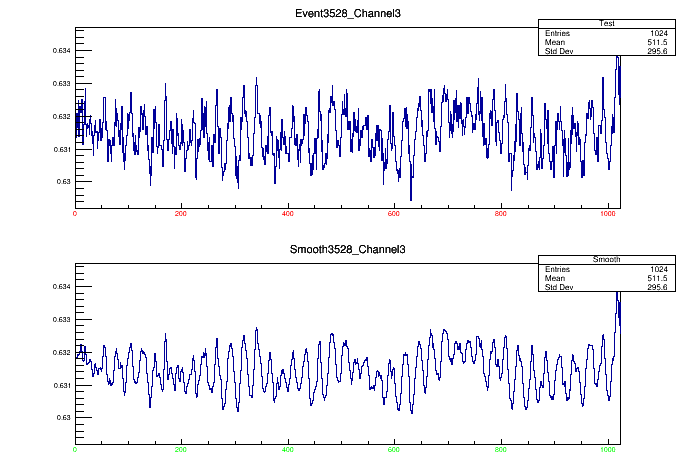 Event3528_Channel3
Test
Entries 1024
Mean 511.5
Std Dev 295.6
0.634
0.633
0.632
0.631
0.63
0 200 400 600 800 1000
Smooth3528_Channel3
Smooth
Entries 1024
Mean 511.5
Std Dev 295.6
0.634
0.633
0.632
0.631
0.63
0 200 400 600 800 1000